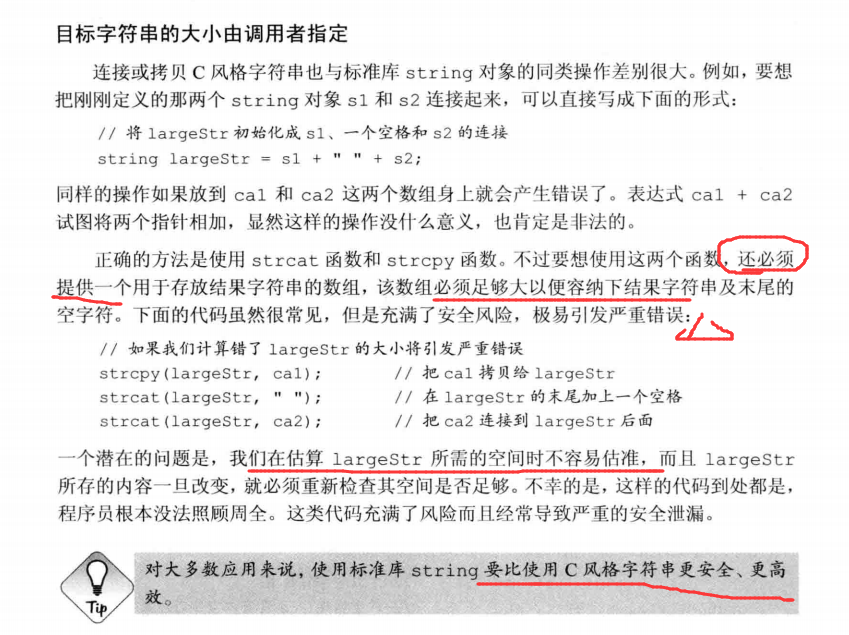 目标字符串的大小由调用者指定
连接或拷贝 C 风格字符串也与标准库 string 对象的同类操作差别很大。例如，要想
把刚刚定义的那两个 string 对象 s1 和 s2 连接起来，可以直接写成下面的形式：
// 将 largeStr 初始化成 s1、一个空格和 s2 的连接
string largeStr = s1 + " " + s2;
同样的操作如果放到 ca1 和 ca2 这两个数组身上就会产生错误了。表达式 ca1 + ca2
试图将两个指针相加，显然这样的操作没什么意义，也肯定是非法的。
正确的方法是使用 strcat 函数和 strcpy 函数。不过要想使用这两个函数，还必须
提供一个用于存放结果字符串的数组，该数组必须足够大以便容纳下结果字符串及末尾的
空字符。下面的代码虽然很常见，但是充满了安全风险，极易引发严重错误：
// 如果我们计算错了 largeStr 的大小将引发严重错误
strcpy(largeStr, ca1); // 把 ca1 拷贝给 largeStr
strcat(largeStr, " "); // 在 largeStr 的末尾加上一个空格
strcat(largeStr, ca2); // 把 ca2 连接到 largeStr 后面
一个潜在的问题是，我们在估算 largeStr 所需的空间时不容易估准，而且 largeStr
所存的内容一旦改变，就必须重新检查其空间是否足够。不幸的是，这样的代码到处都是，
程序员根本没法照顾周全。这类代码充满了风险而且经常导致严重的安全泄漏。
对大多数应用来说，使用标准库 string 要比使用 C 风格字符串更安全、更高
效。
Tip